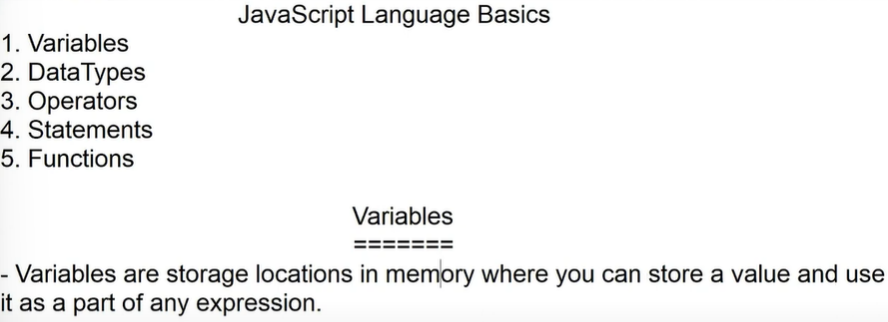 JavaScript Language Basics
1. Variables
2. DataTypes
3. Operators
4. Statements
5. Functions
Variables
=======
- Variables are storage locations in memory where you can store a value and use
it as a part of any expression.